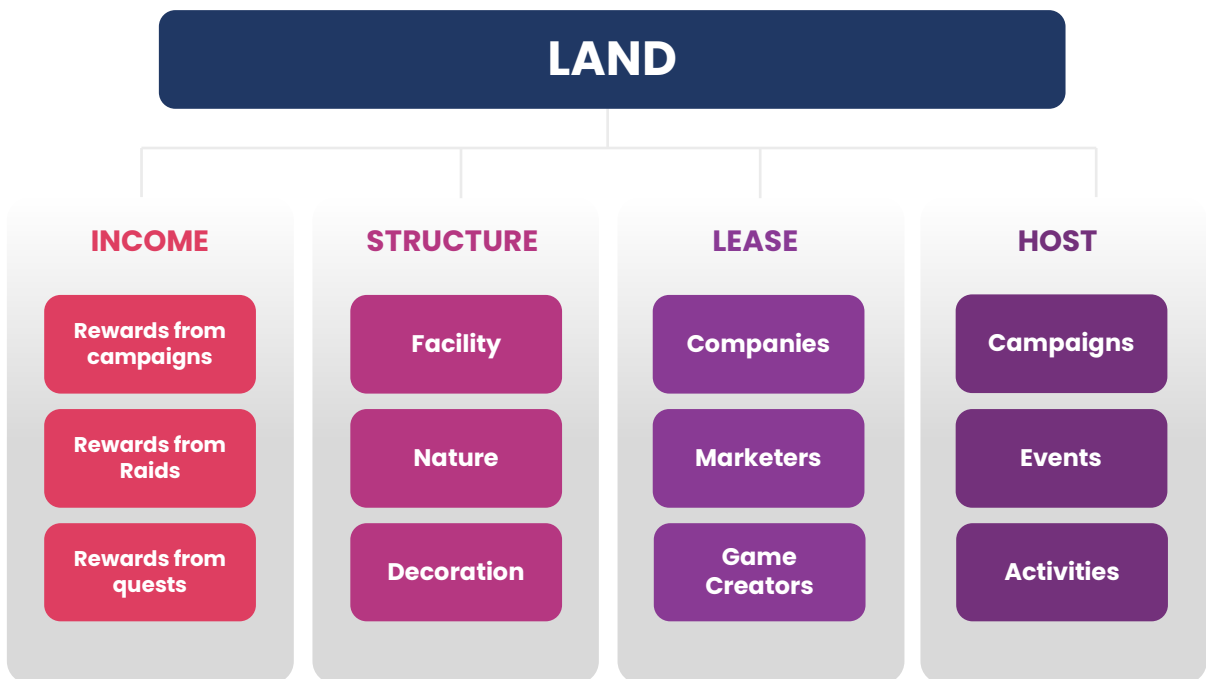 LAND
INCOME
Rewards from
campaigns
Rewards from
Raids
Rewards from
quests
STRUCTURE
Facility
Nature
Decoration
LEASE
Companies
Marketers
Game
Creators
HOST
Campaigns
Events
Activities